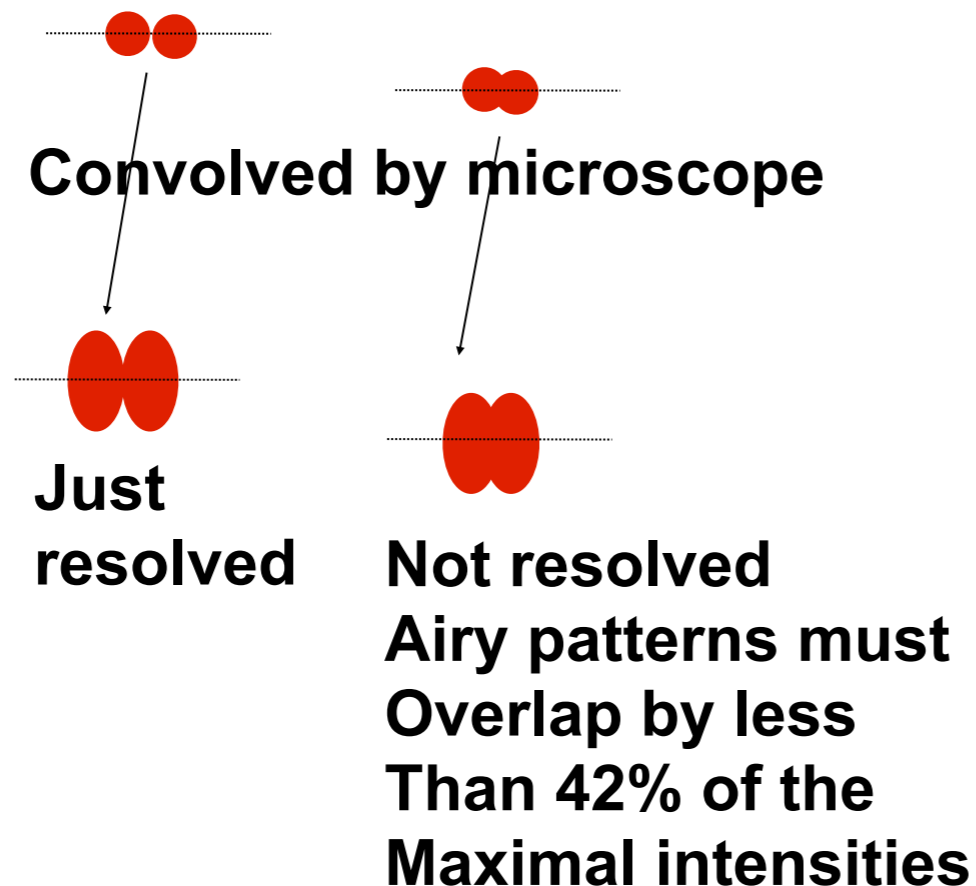 Convolved by microscope
Just
resolved
Not resolved
Airy patterns must
Overlap by less
Than 42% of the
Maximal intensities